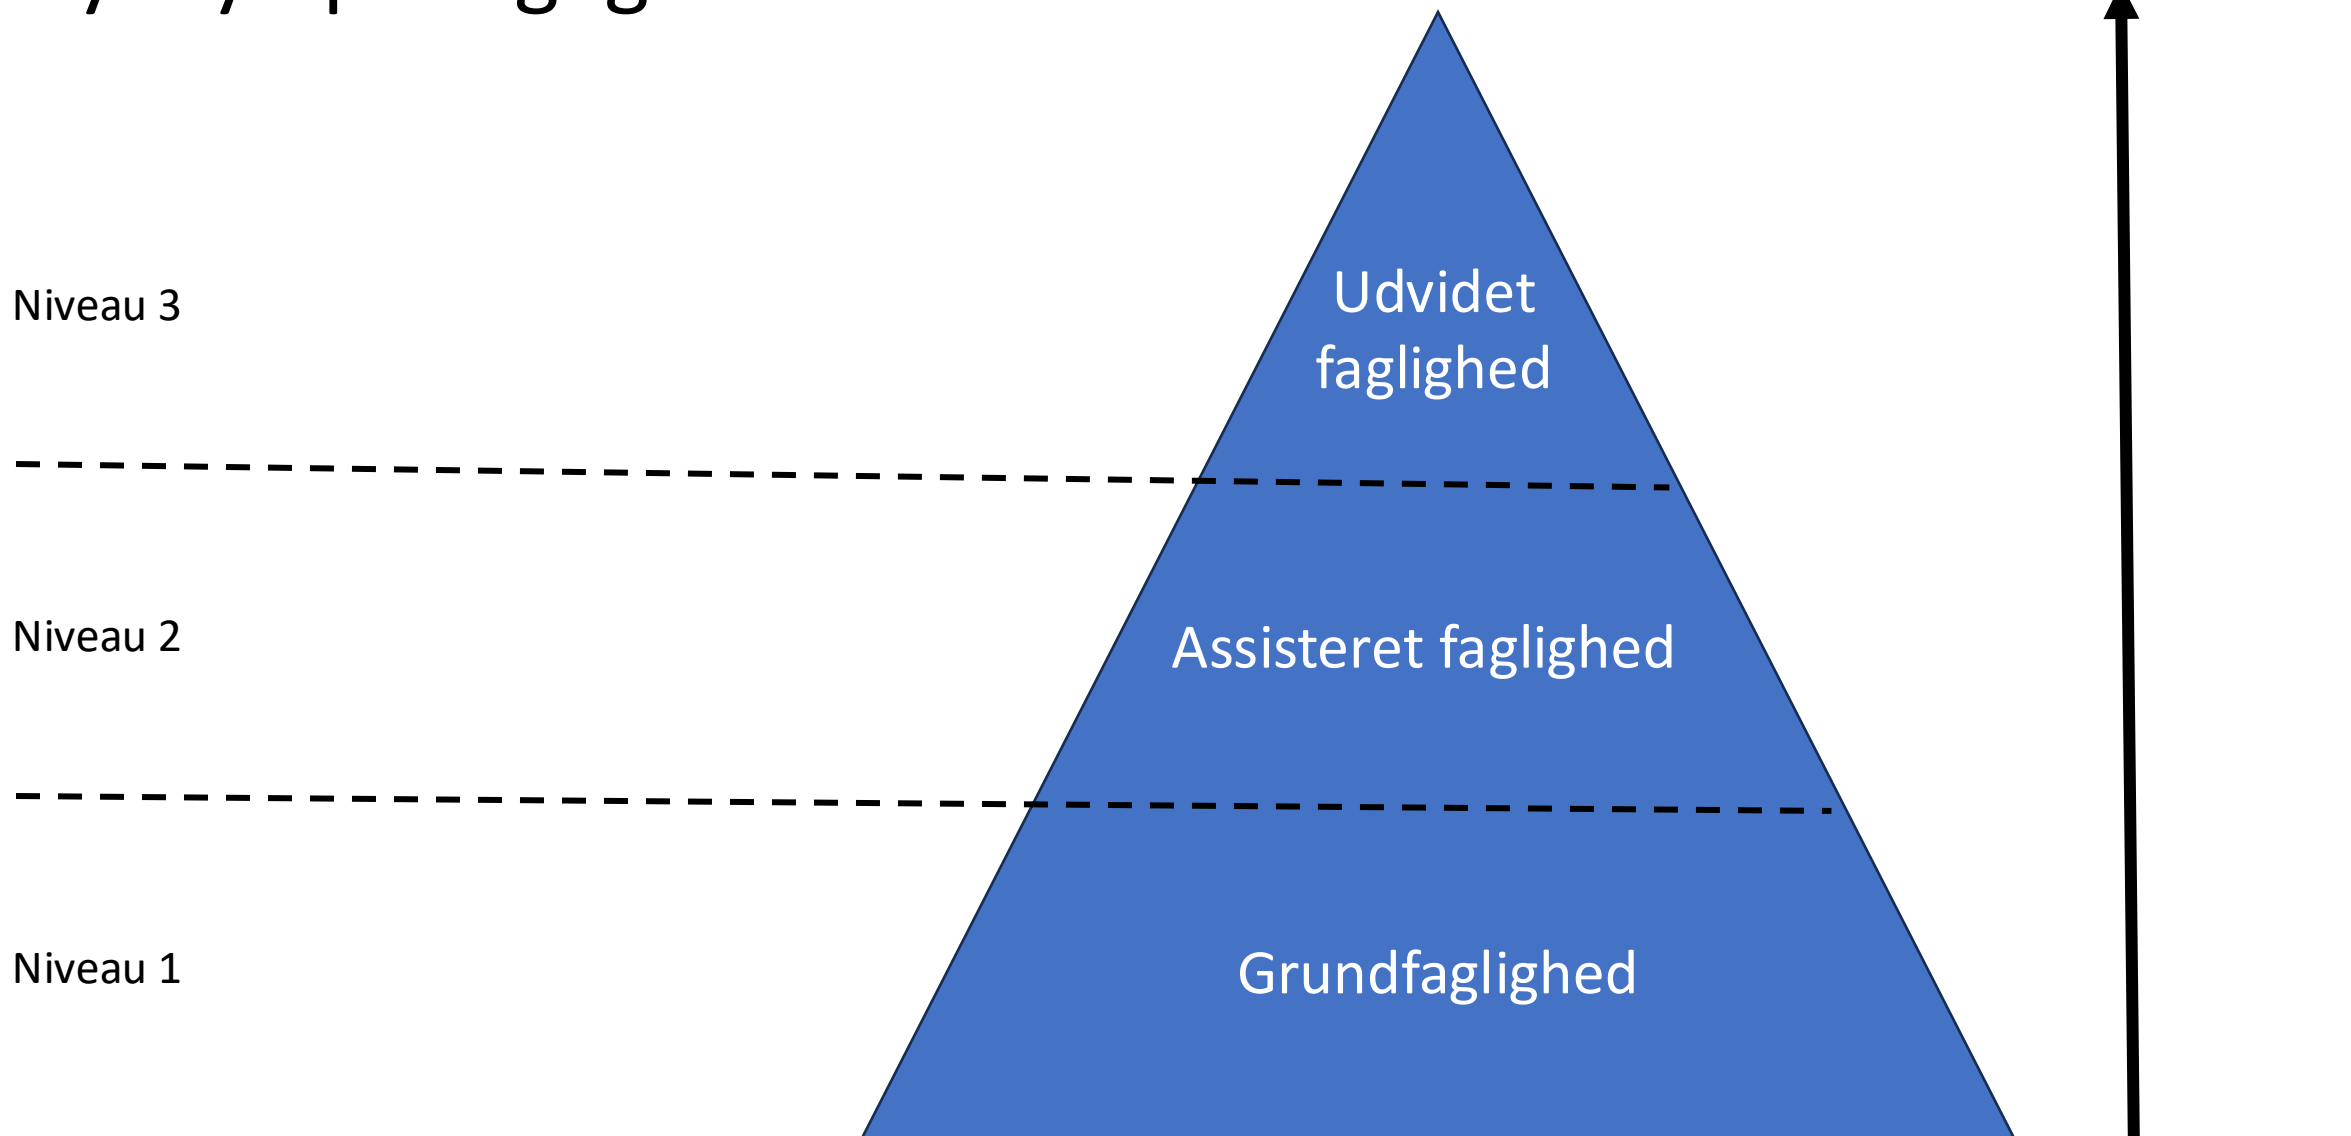 Niveau 3
Udvidet
faglighed
Niveau 2
Assisteret faglighed
Niveau 1
Grundfaglighed